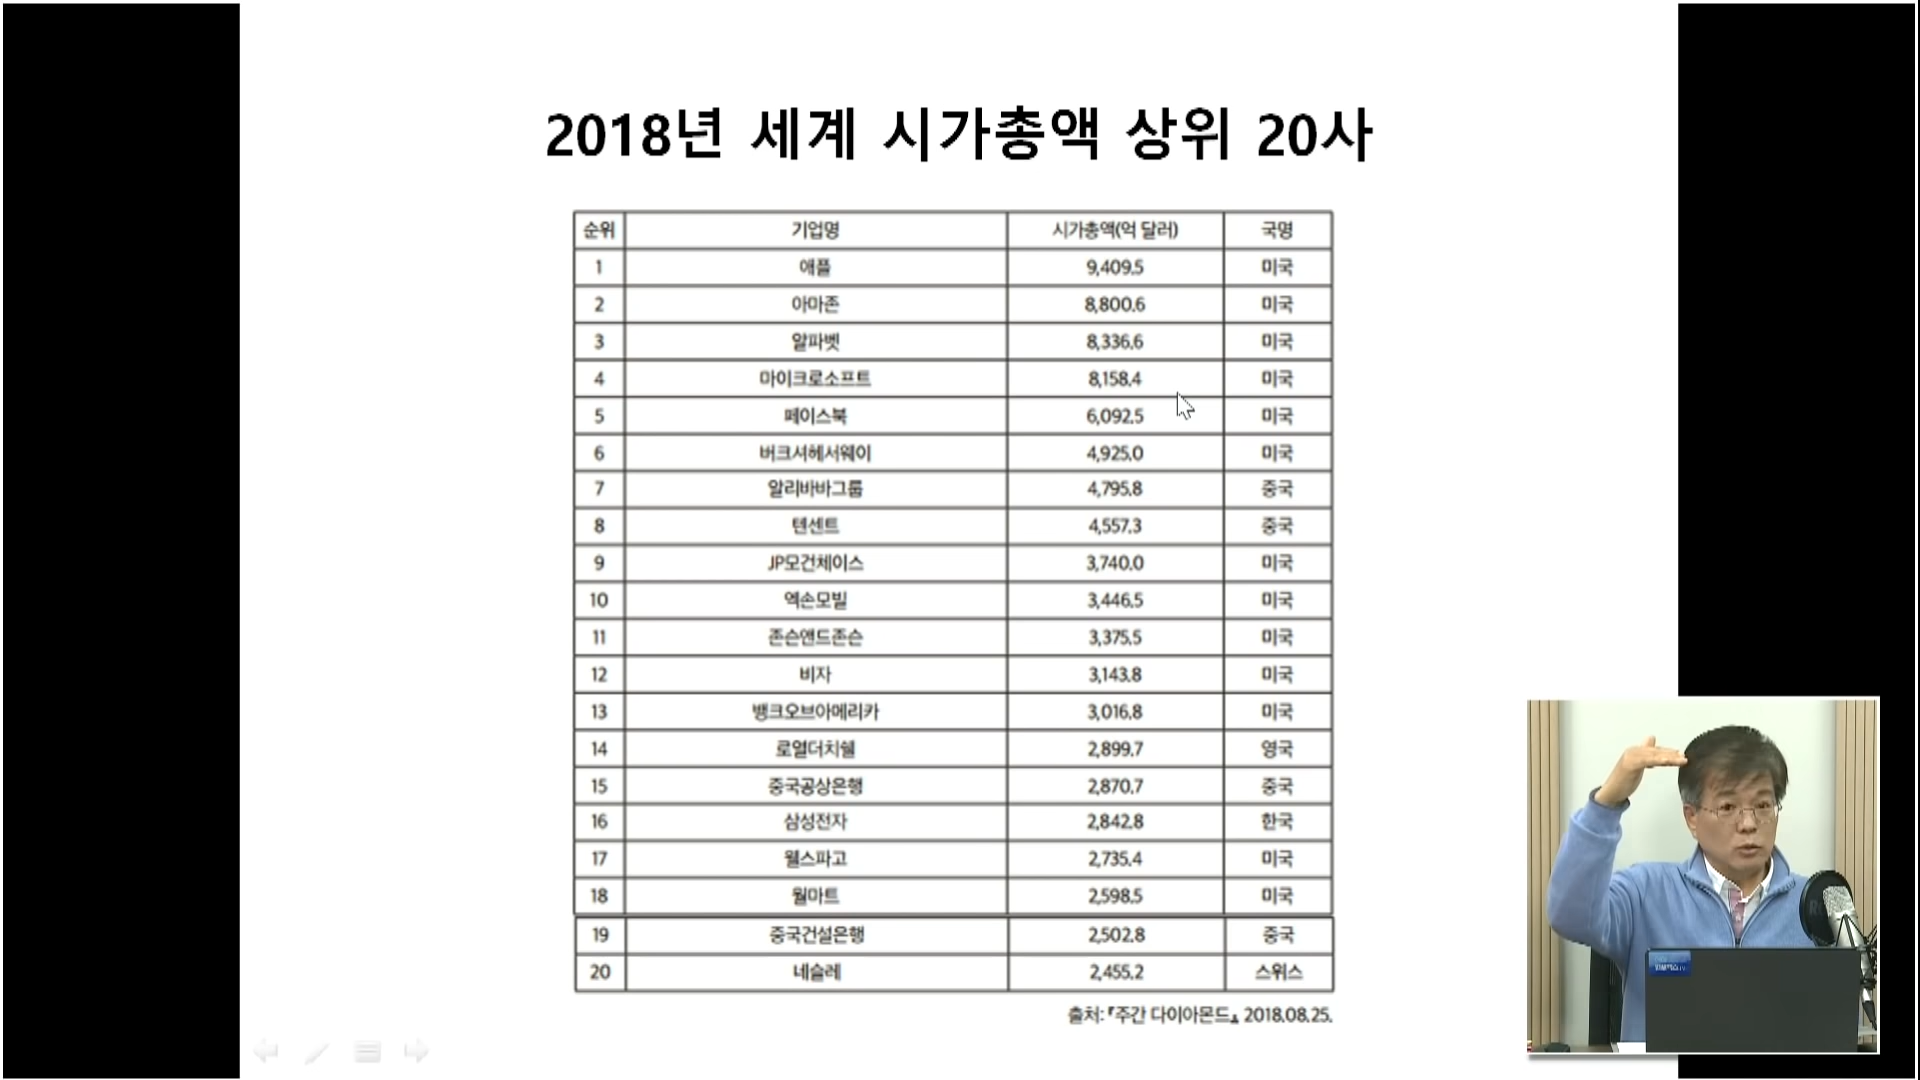 2018년 세계 시가총액 상위 20사
순위 기업명 시가총액(억 달러) 국명
1 애플 9,409.5 미국
2 아마존 8,800.6 미국
3 알파벳 8,336.6 미국
4 마이크로소프트 8,158.4 미국
5 페이스북 6,092.5 미국
6 버크셔헤서웨이 4,925.0 미국
7 알리바바그룹 4,795.8 중국
8 텐센트 4,557.3 중국
9 JP모건체이스 3,740.0 미국
10 엑손모빌 3,446.5 미국
11 존슨앤드존슨 3,375.5 미국
12 비자 3,143.8 미국
13 뱅크오브아메리카 3,016.8 미국
14 로열더치쉘 2,899.7 영국
15 중국공상은행 2,870.7 중국
16 삼성전자 2,842.8 한국
17 웰스파고 2,735.4 미국
18 월마트 2,598.5 미국
19 중국건설은행 2,502.8 중국
20 네슬레 2,455.2 스위스
출처: 『주간 다이아몬드』 2018.08.25.